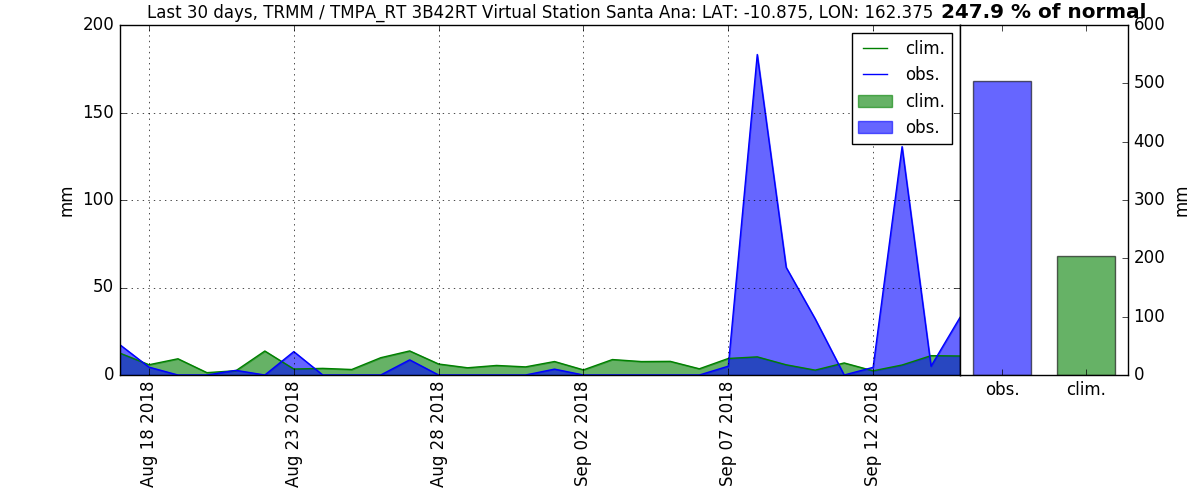 Last 30 days, TRMM / TMPA_RT 3B42RT Virtual Station Santa Ana: LAT: -10.875, LON: 162.375 247.9 % of normal
200
150
100
50
0
mm
clim.
obs.
clim.
obs.
600
500
400
300
200
100
0
mm
obs. clim.
Aug 18 2018
Aug 23 2018
Aug 28 2018
Sep 02 2018
Sep 07 2018
Sep 12 2018